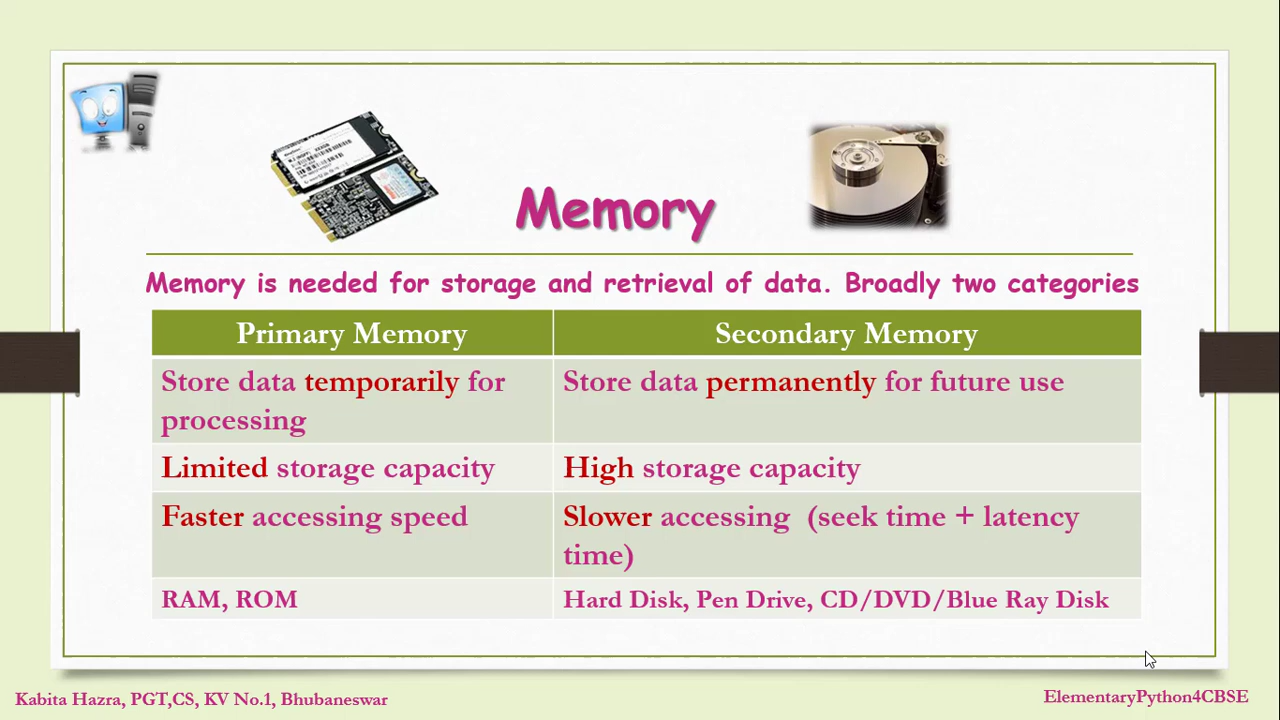 Memory
Memory is needed for storage and retrieval of data. Broadly two categories
Primary Memory
Secondary Memory
Store data temporarily for
processing
Store data permanently for future use
Limited storage capacity
High storage capacity
Faster accessing speed
Slower accessing (seek time + latency
time)
RAM, ROM
Hard Disk, Pen Drive, CD/DVD/Blue Ray Disk
Kabita Hazra, PGT,CS, KV No.1, Bhubaneswar
ElementaryPython4CBSE